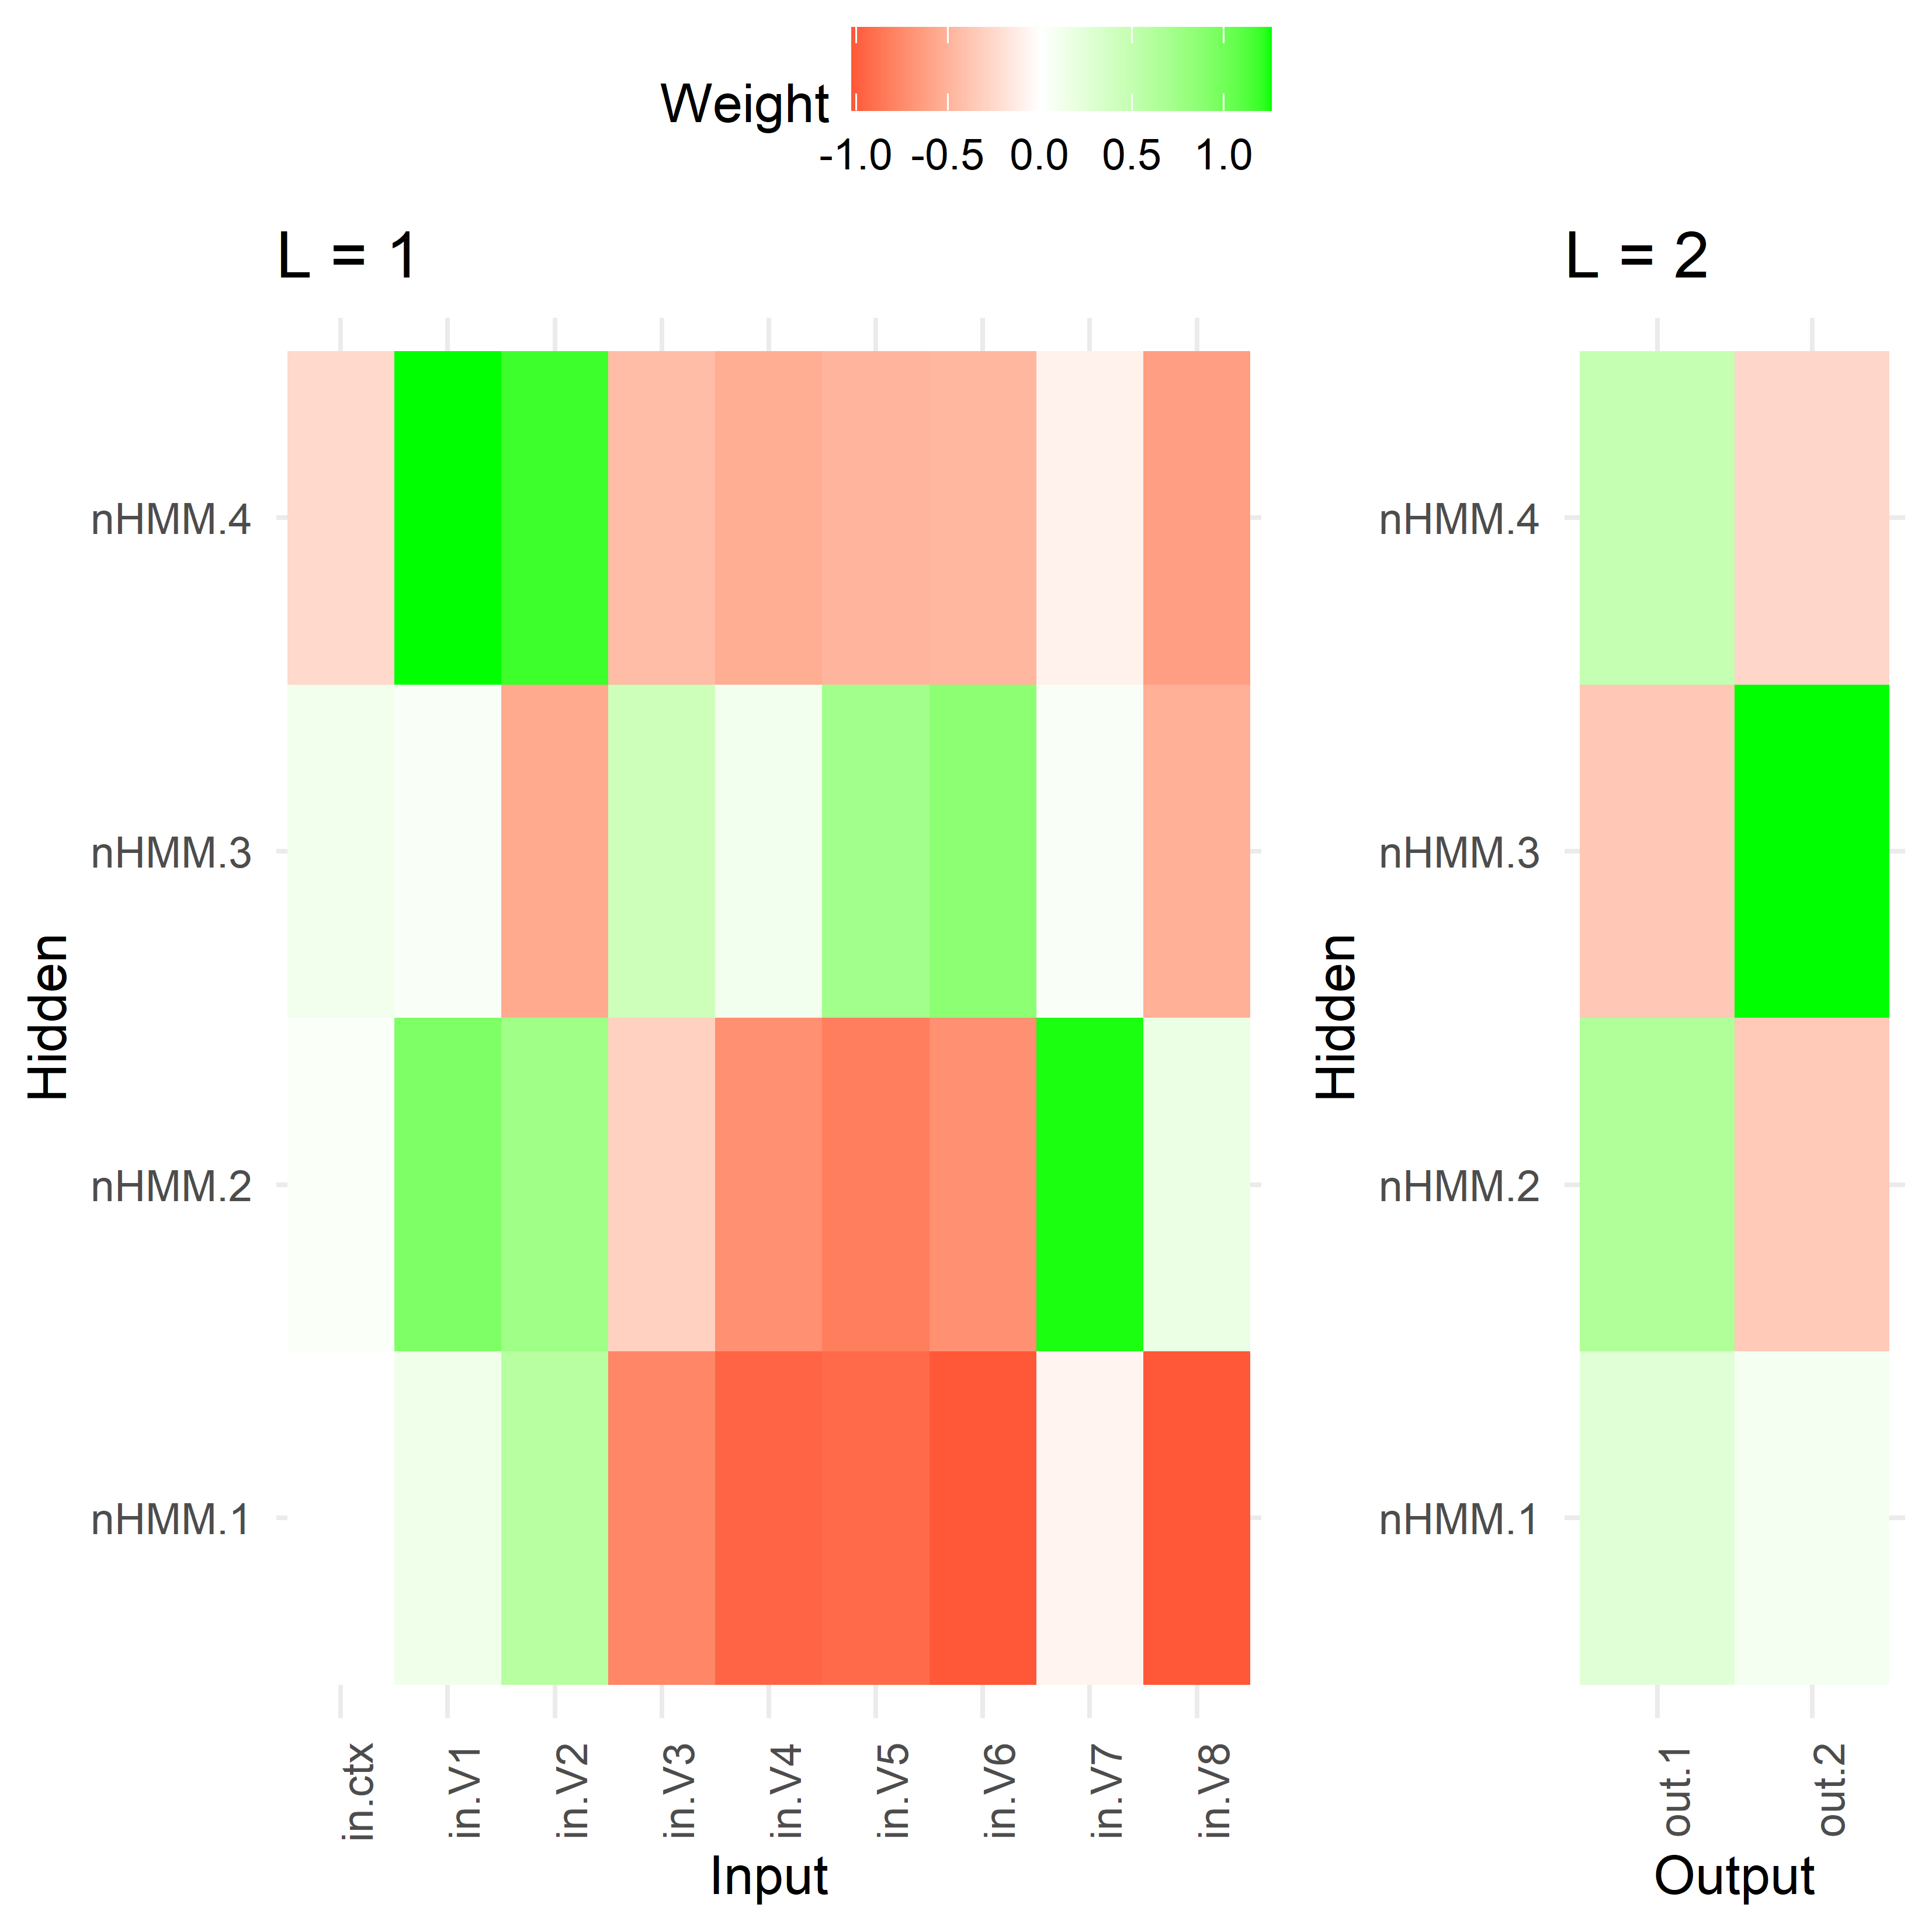 Weight
-1.0 -0.5 0.0 0.5 1.0
L = 1
L = 2
Hidden
nHMM.4
nHMM.3
nHMM.2
nHMM.1
in.ctx in.V1 in.V2 in.V3 in.V4 in.V5 in.V6 in.V7 in.V8
Input
Hidden
nHMM.4
nHMM.3
nHMM.2
nHMM.1
out.1 out.2
Output